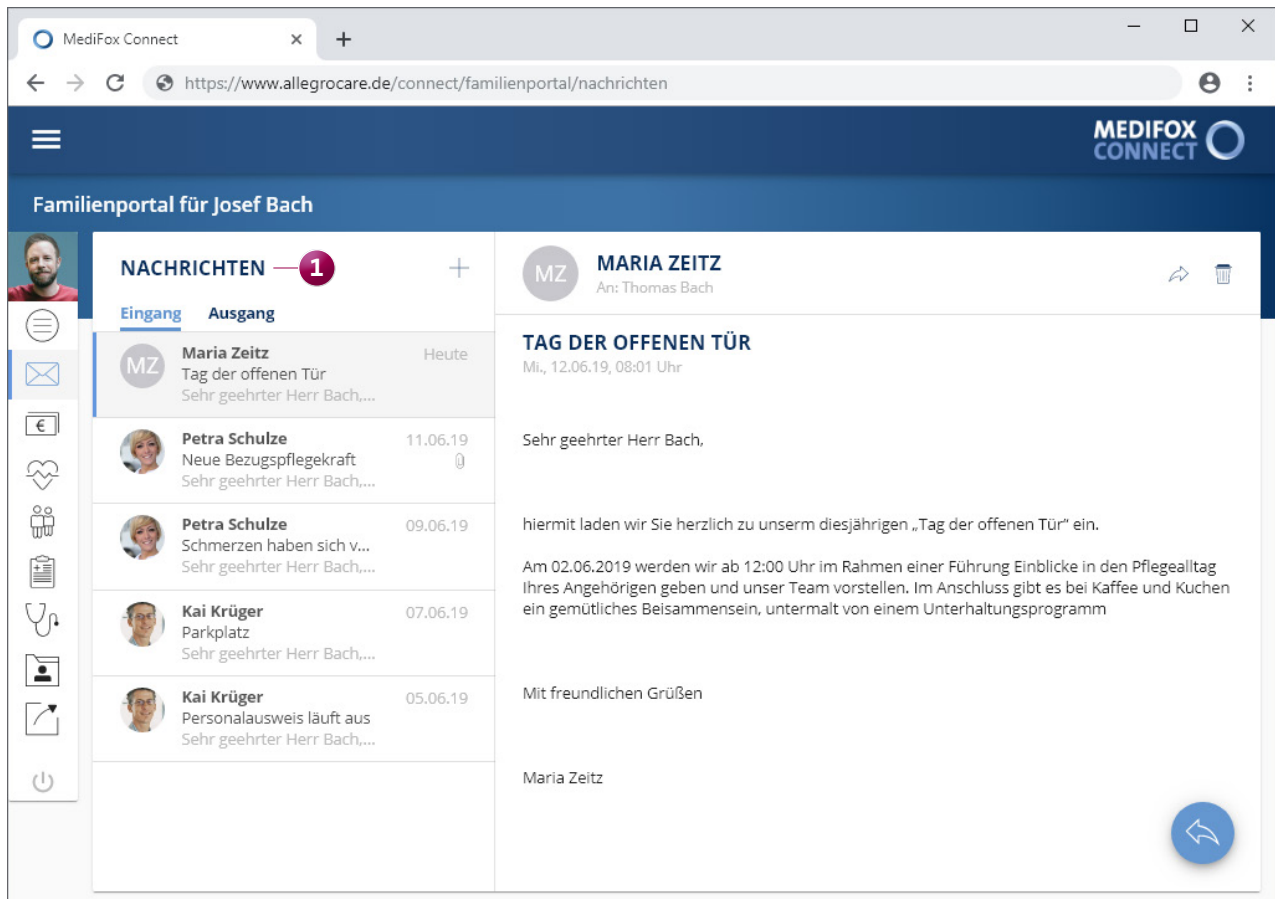 MediFox Connect
https://www.allegrocare.de/connect/familienportal/nachrichten
MEDIFOX
CONNECT
Familienportal für Josef Bach
NACHRICHTEN
1
Eingang Ausgang
MZ
Maria Zeitz Heute
Tag der offenen Tür
Sehr geehrter Herr Bach,...
Petra Schulze 11.06.19
Neue Bezugspflegekraft
Sehr geehrter Herr Bach,...
Petra Schulze 09.06.19
Schmerzen haben sich v...
Sehr geehrter Herr Bach,...
Kai Krüger 07.06.19
Parkplatz
Sehr geehrter Herr Bach,...
Kai Krüger 05.06.19
Personalausweis läuft aus
Sehr geehrter Herr Bach,...
€
MZ
MARIA ZEITZ
An: Thomas Bach
TAG DER OFFENEN TÜR
Mi., 12.06.19, 08:01 Uhr
Sehr geehrter Herr Bach,
hiermit laden wir Sie herzlich zu unserm diesjährigen „Tag der offenen Tür“ ein.
Am 02.06.2019 werden wir ab 12:00 Uhr im Rahmen einer Führung Einblicke in den Pflegealltag
Ihres Angehörigen geben und unser Team vorstellen. Im Anschluss gibt es bei Kaffee und Kuchen
ein gemütliches Beisammensein, untermalt von einem Unterhaltungsprogramm
Mit freundlichen Grüßen
Maria Zeitz